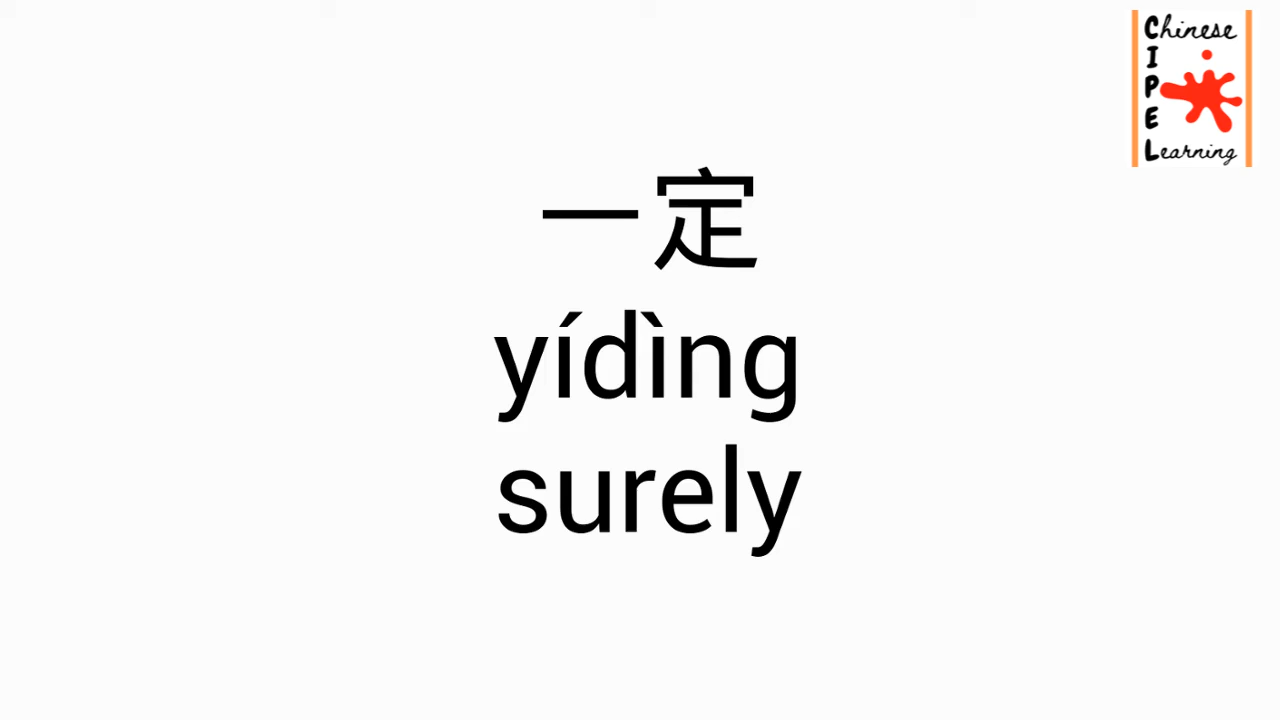 一定
yídìng
surely
Chinese
I
P
E
Learning